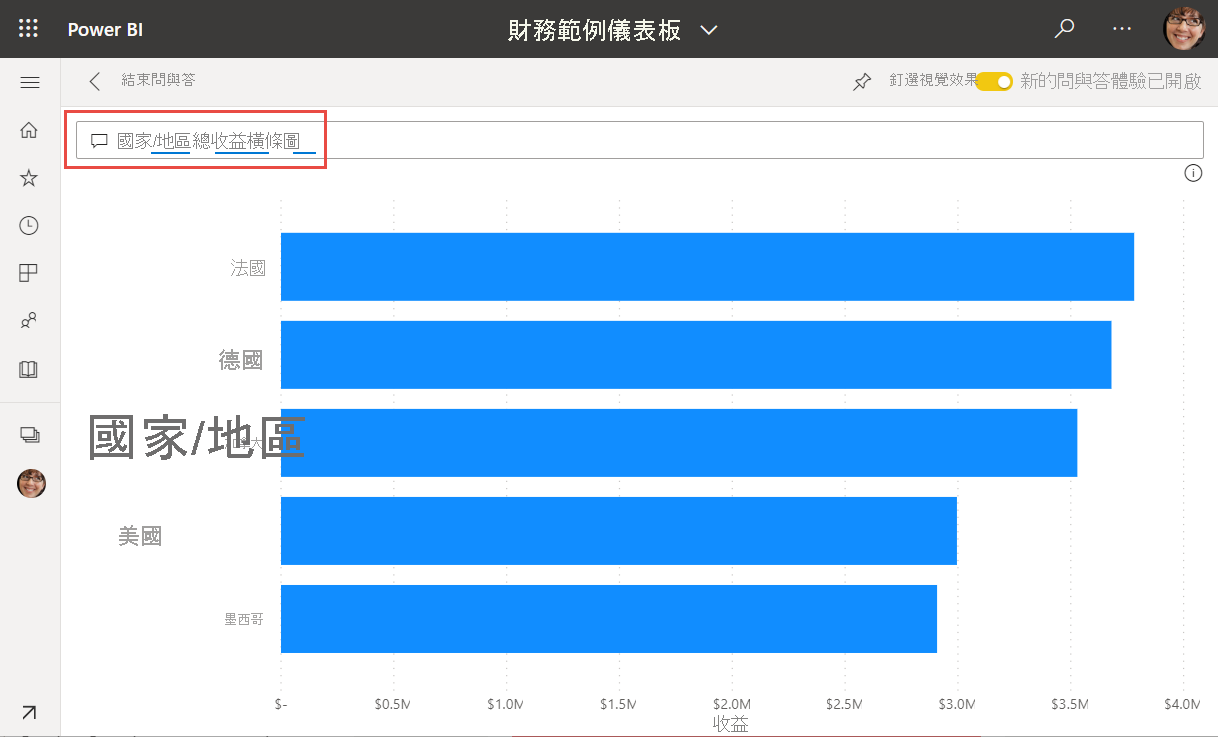 Power BI
財務範例儀表板
結束問與答
釘選視覺效果
新的問與答體驗已開啟
國家/地區總收益橫條圖
法國
德國
國家/地區
加拿大
美國
墨西哥
$-
$0.5M
$1.0M
$1.5M
$2.0M
$2.5M
$3.0M
$3.5M
$4.0M
收益